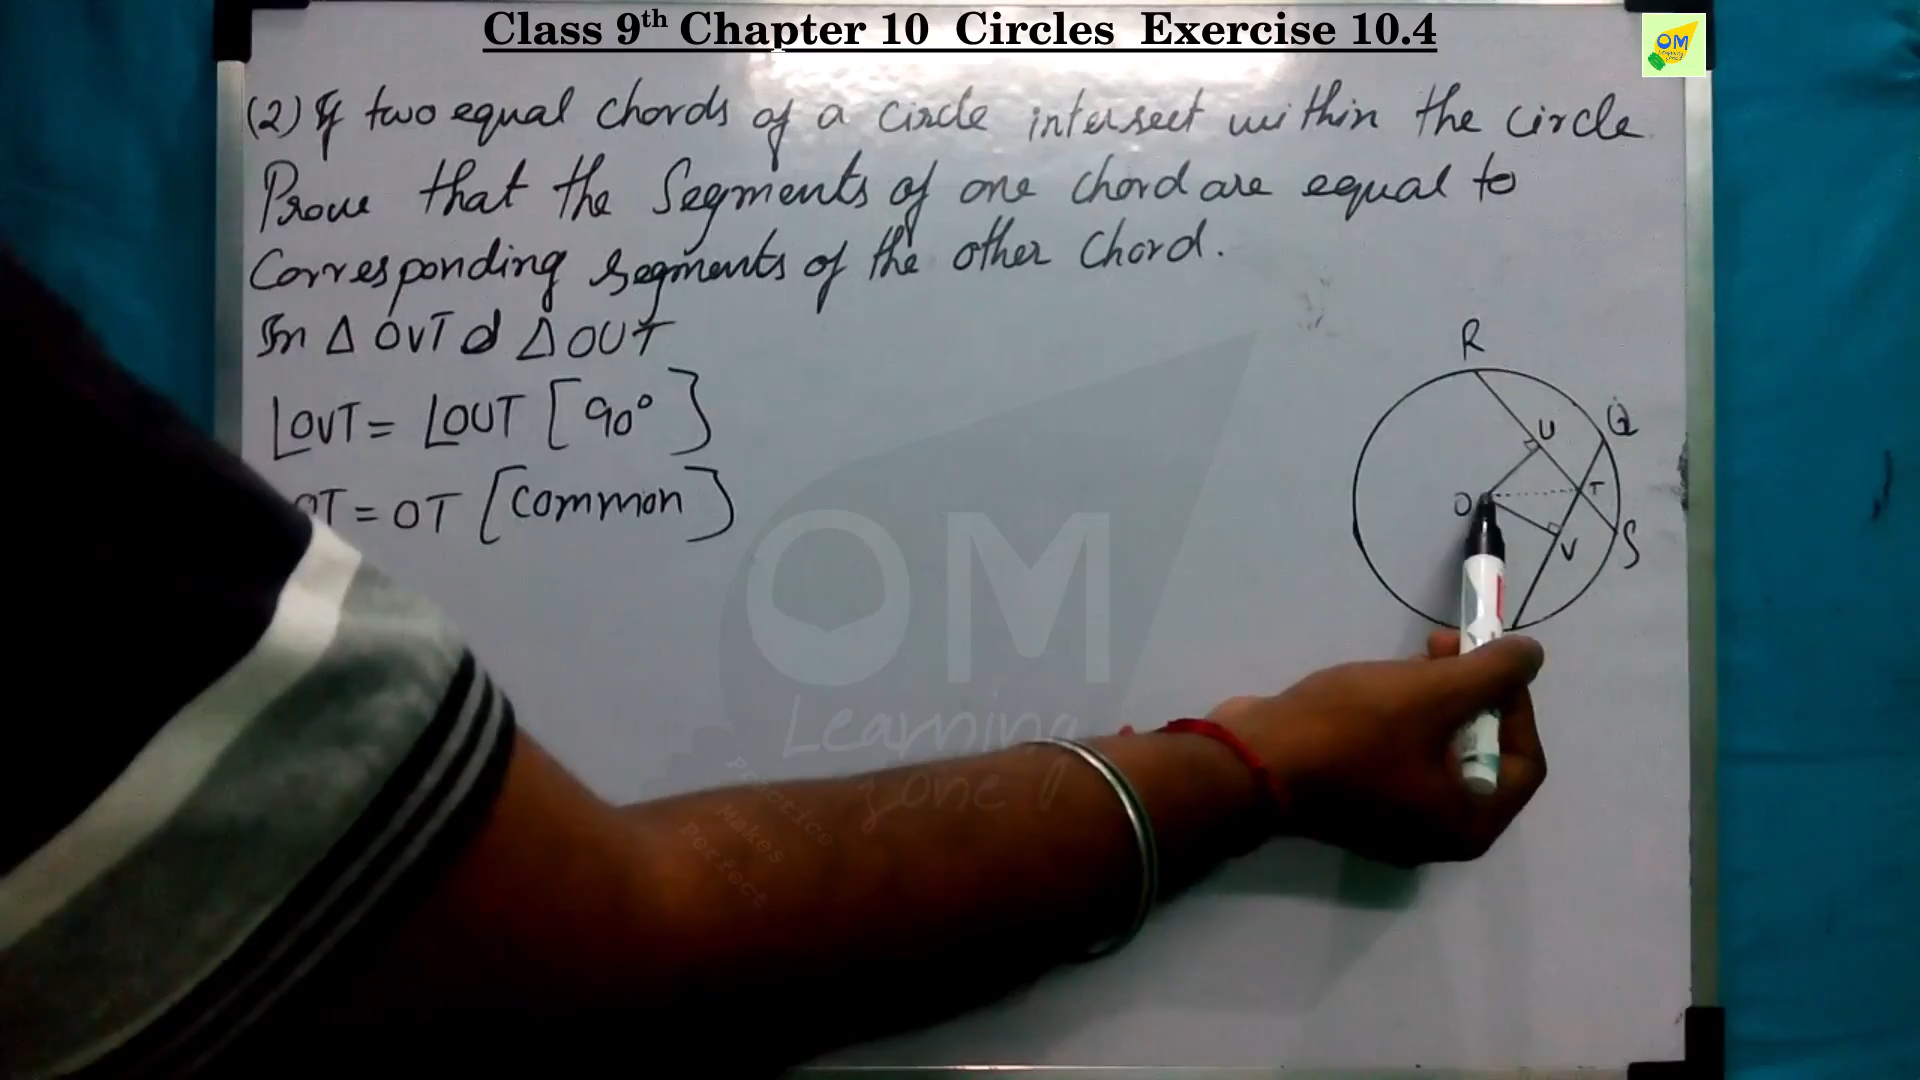 Class 9th Chapter 10 Circles Exercise 10.4
OM
(2) If two equal chords of a circle intersect within the circle
Prove that the segments of one chord are equal to
Corresponding segments of the other Chord.
In Δ OVT & Δ OUT
∠OVT = ∠OUT [90°]
OT = OT [common]
R
Q
U
O
T
V
S
OM
Learning
zone
Practice
Makes
Perfect